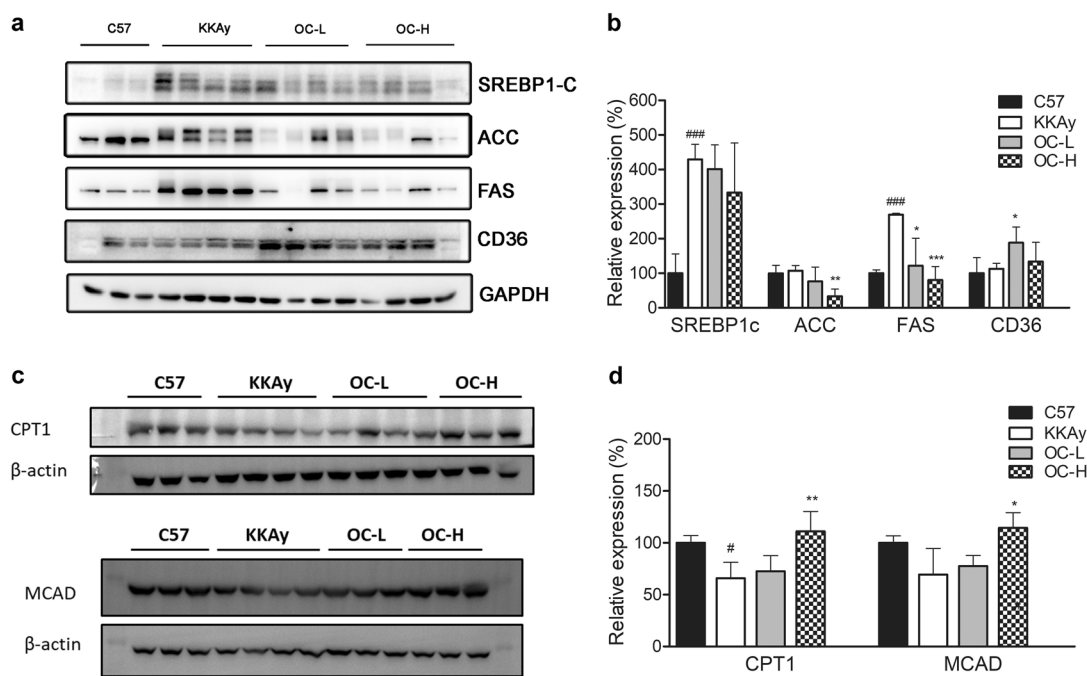 a
C57 KKAy OC-L OC-H
SREBP1-C
ACC
FAS
CD36
GAPDH
b
C57
KKAy
OC-L
OC-H
Relative expression (%)
600
500
400
300
200
100
0
###
###
*
***
**
*
SREBP1c ACC FAS CD36
c
C57 KKAy OC-L OC-H
CPT1
β-actin
C57 KKAy OC-L OC-H
MCAD
β-actin
d
C57
KKAy
OC-L
OC-H
Relative expression (%)
200
150
100
50
0
#
**
*
CPT1 MCAD